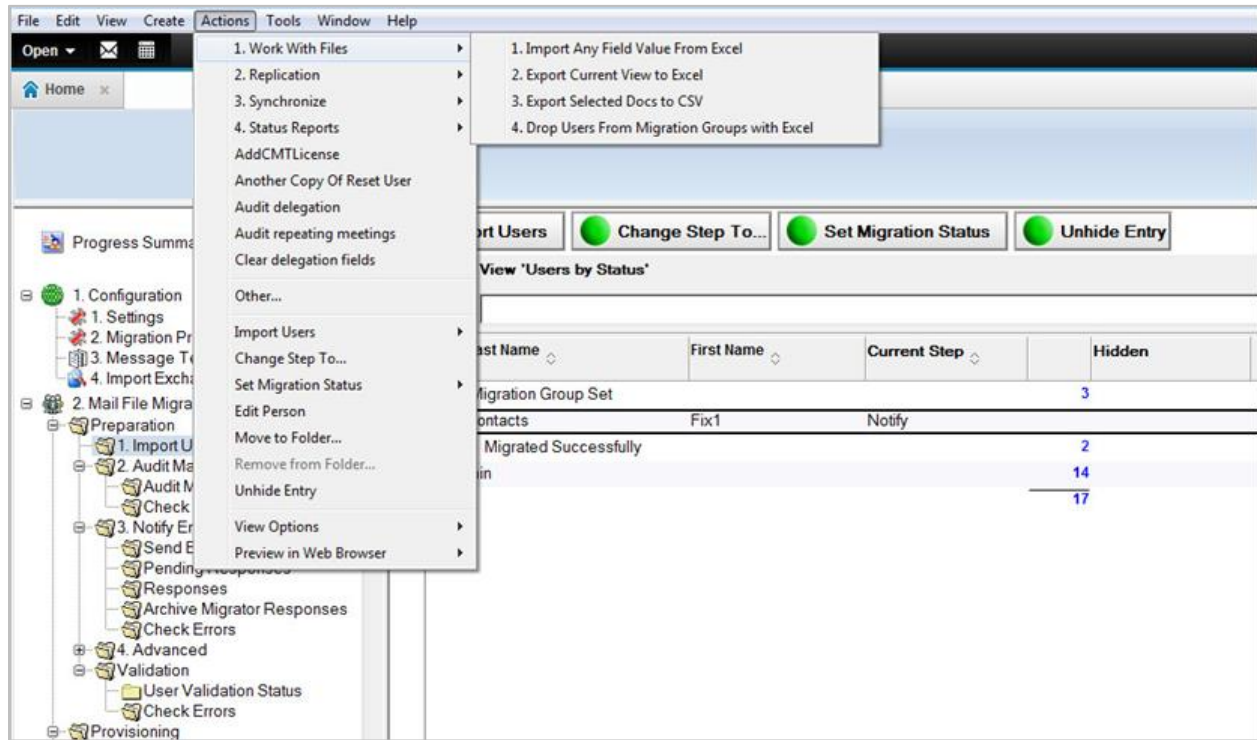 File Edit View Create Actions Tools Window Help
Open
Home
1. Work With Files
2. Replication
3. Synchronize
4. Status Reports
AddCMTLicense
Another Copy Of Reset User
Audit delegation
Audit repeating meetings
Clear delegation fields
Other...
Import Users
Change Step To...
Set Migration Status
Edit Person
Move to Folder...
Remove from Folder...
Unhide Entry
View Options
Preview in Web Browser
1. Import Any Field Value From Excel
2. Export Current View to Excel
3. Export Selected Docs to CSV
4. Drop Users From Migration Groups with Excel
Progress Summa
1. Configuration
1. Settings
2. Migration Pr
3. Message Te
4. Import Excha
2. Mail File Migra
Preparation
1. Import U
2. Audit Ma
Audit M
Check
3. Notify En
Send E
Pending Responses
Responses
Archive Migrator Responses
Check Errors
4. Advanced
Validation
User Validation Status
Check Errors
Provisioning
rt Users Change Step To... Set Migration Status Unhide Entry
View 'Users by Status'
ast Name First Name Current Step Hidden
Migration Group Set 3
ontacts Fix1 Notify
Migrated Successfully 2
in 14
17